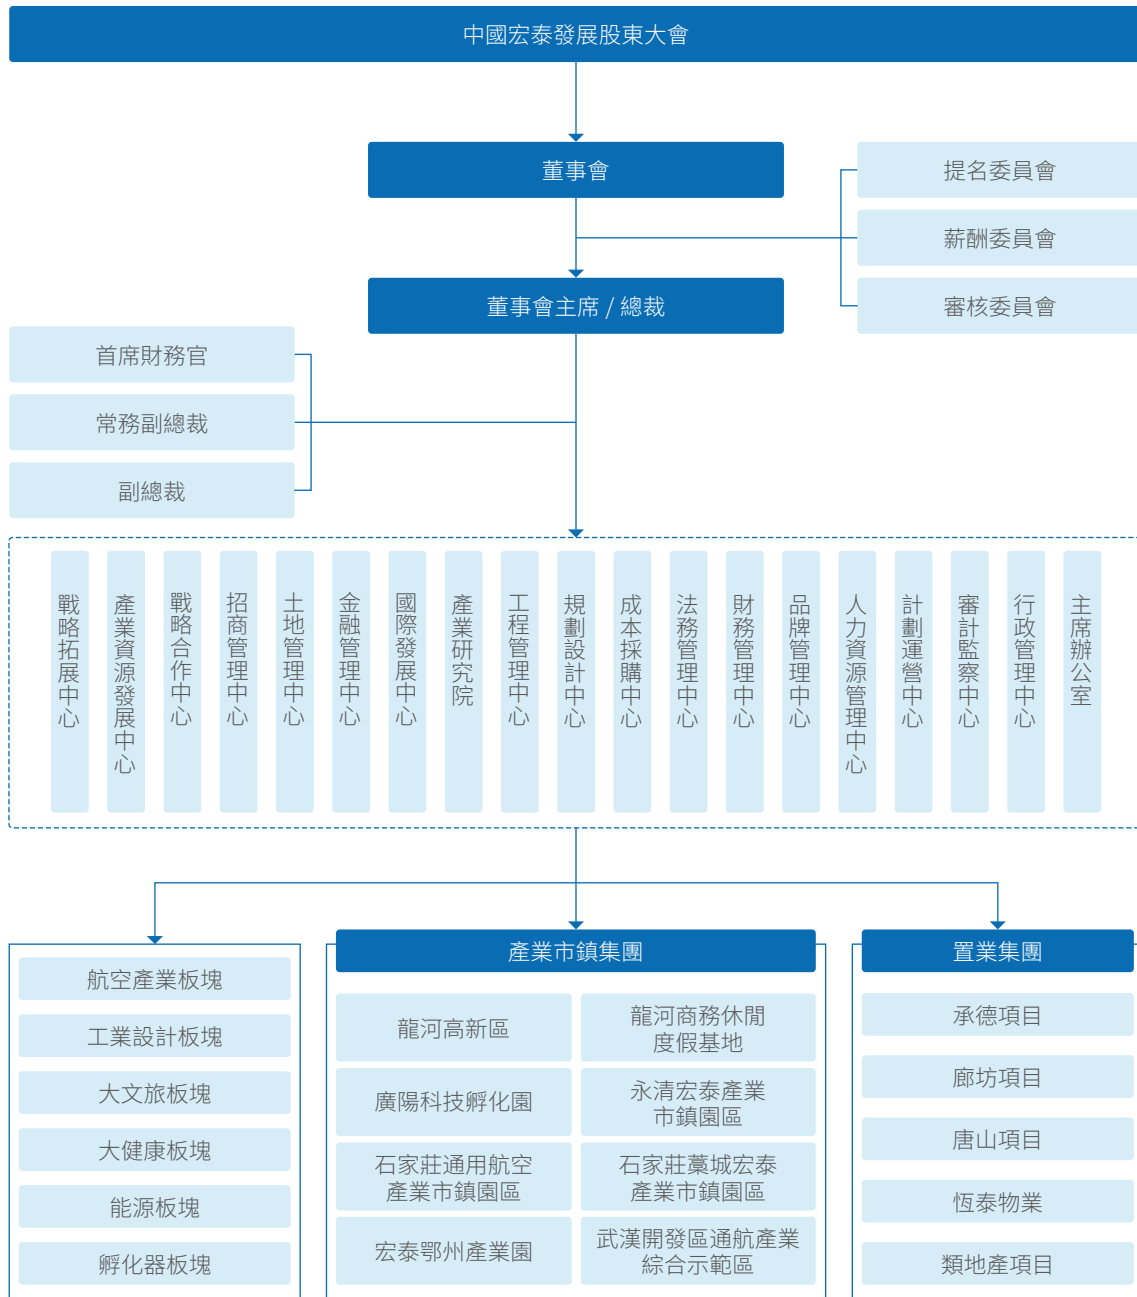 中國宏泰發展股東大會
董事會
提名委員會
薪酬委員會
董事會主席 / 總裁
審核委員會
首席財務官
常務副總裁
副總裁
戰略拓展中心
產業資源發展中心
戰略合作中心
招商管理中心
土地管理中心
金融管理中心
國際發展中心
產業研究院
工程管理中心
規劃設計中心
成本採購中心
法務管理中心
財務管理中心
品牌管理中心
人力資源管理中心
計劃運營中心
審計監察中心
行政管理中心
主席辦公室
航空產業板塊
工業設計板塊
大文旅板塊
大健康板塊
能源板塊
孵化器板塊
產業市鎮集團
龍河高新區
龍河商務休閒
度假基地
廣陽科技孵化園
永清宏泰產業
市鎮園區
石家莊通用航空
產業市鎮園區
石家莊藁城宏泰
產業市鎮園區
宏泰鄂州產業園
武漢開發區通航產業
綜合示範區
置業集團
承德項目
廊坊項目
唐山項目
恆泰物業
類地產項目